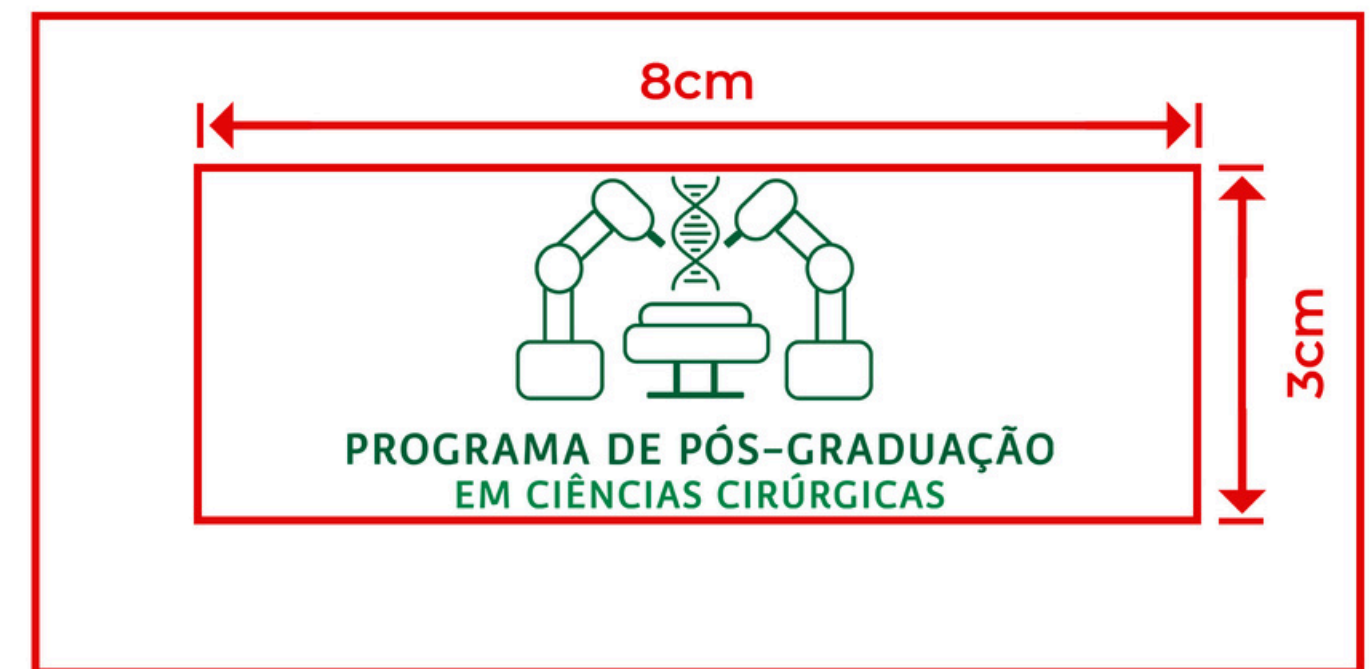 8cm
3cm
PROGRAMA DE PÓS-GRADUAÇÃO
EM CIÊNCIAS CIRÚRGICAS